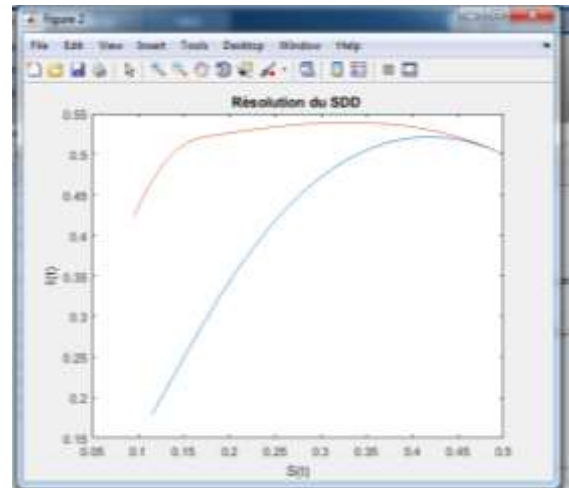 Figure 2
File Edit View Insert Tools Desktop Window Help
Résolution du SDD
0.55
0.5
0.45
0.4
0.35
0.3
0.25
0.2
0.15
I(t)
0.05 0.1 0.15 0.2 0.25 0.3 0.35 0.4 0.45 0.5
S(t)